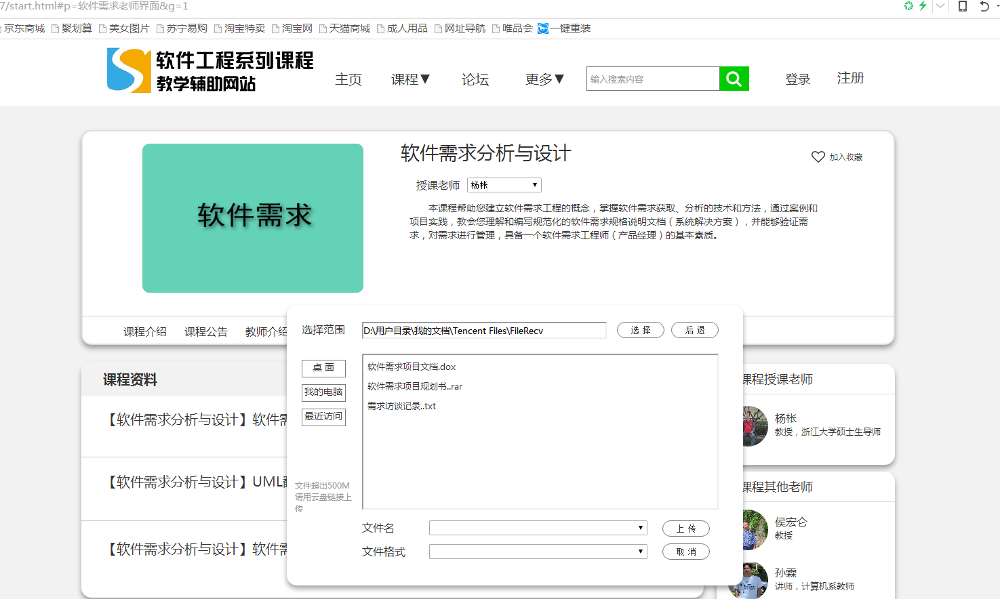 7/start.html#p=软件需求老师界面&g=1
京东商城 聚划算 美女图片 苏宁易购 淘宝特卖 淘宝网 天猫商城 成人用品 网址导航 唯品会 一键重装
软件工程系列课程
教学辅助网站
主页 课程▼ 论坛 更多▼ 输入搜索内容 登录 注册
软件需求
软件需求分析与设计
加入收藏
授课老师 杨枨
本课程帮助您建立软件需求工程的概念，掌握软件需求获取、分析的技术和方法，通过案例和
项目实践，教会您理解和编写规范化的软件需求规格说明文档（系统解决方案），并能够验证需
求，对需求进行管理，具备一个软件需求工程师（产品经理）的基本素质。
课程介绍 课程公告 教师介绍
选择范围 D:\用户目录\我的文档\Tencent Files\FileRecv 选 择 后 退
桌 面
我的电脑
最近访问
软件需求项目文档.dox
软件需求项目规划书..rar
需求访谈记录..txt
文件超出500M
请用云盘链接上
传
文件名 上 传
文件格式 取 消
课程资料
【软件需求分析与设计】软件需
【软件需求分析与设计】UML
【软件需求分析与设计】软件需
课程授课老师
杨枨
教授，浙江大学硕士生导师
课程其他老师
侯宏仑
教授
孙霖
讲师，计算机系教师